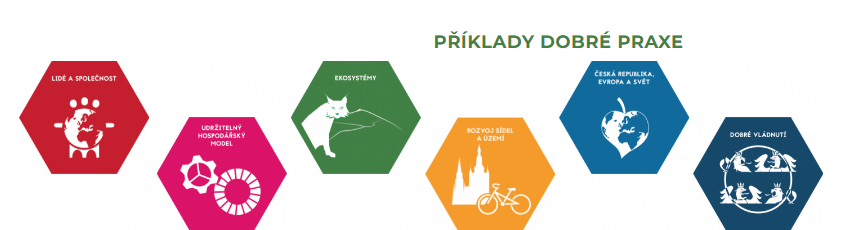 PŘÍKLADY DOBRÉ PRAXE
LIDÉ A SPOLEČNOST
UDRŽITELNÝ
HOSPODÁŘSKÝ
MODEL
EKOSYSTÉMY
ROZVOJ SÍDEL
A ÚZEMÍ
ČESKÁ REPUBLIKA,
EVROPA A SVĚT
DOBRÉ VLÁDNUTÍ